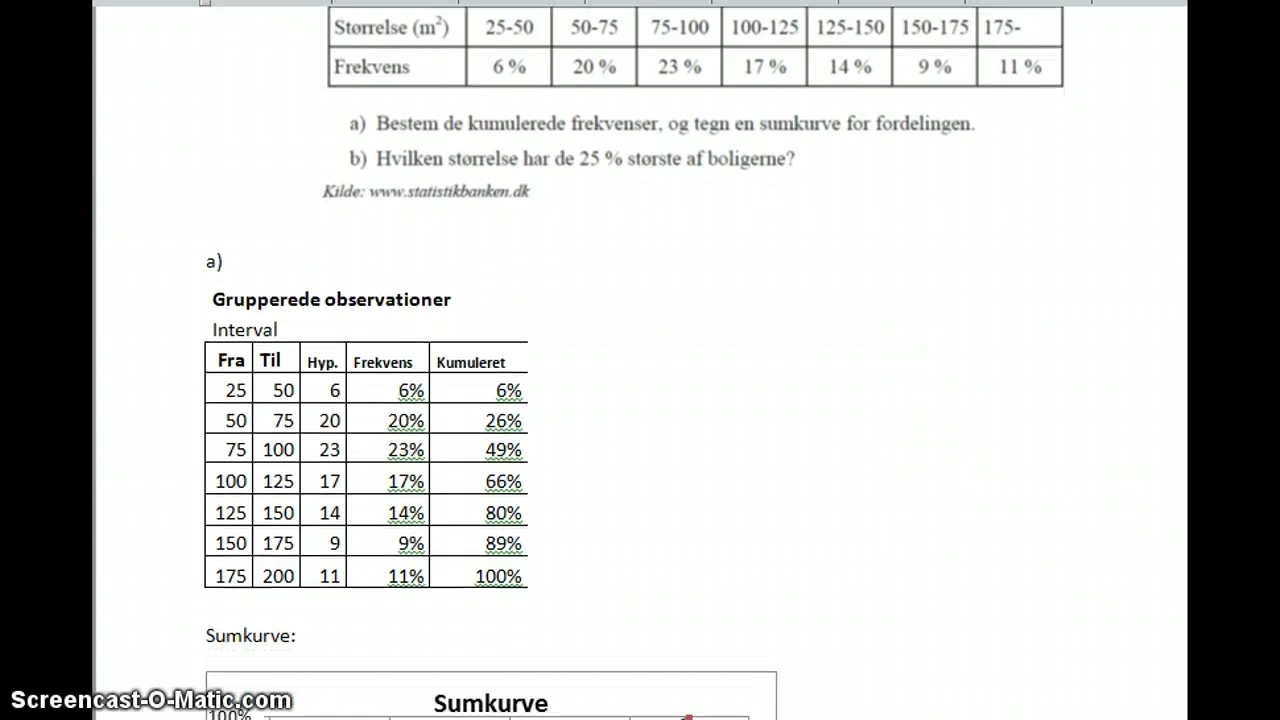 Størrelse (m²) 25-50 50-75 75-100 100-125 125-150 150-175 175-
Frekvens 6 % 20 % 23 % 17 % 14 % 9 % 11 %
a) Bestem de kumulerede frekvenser, og tegn en sumkurve for fordelingen.
b) Hvilken størrelse har de 25 % største af boligerne?
Kilde: www.statistikbanken.dk
a)
Grupperede observationer
Interval
Fra Til Hyp. Frekvens Kumuleret
25 50 6 6% 6%
50 75 20 20% 26%
75 100 23 23% 49%
100 125 17 17% 66%
125 150 14 14% 80%
150 175 9 9% 89%
175 200 11 11% 100%
Sumkurve:
Sumkurve
100%
Screencast-O-Matic.com